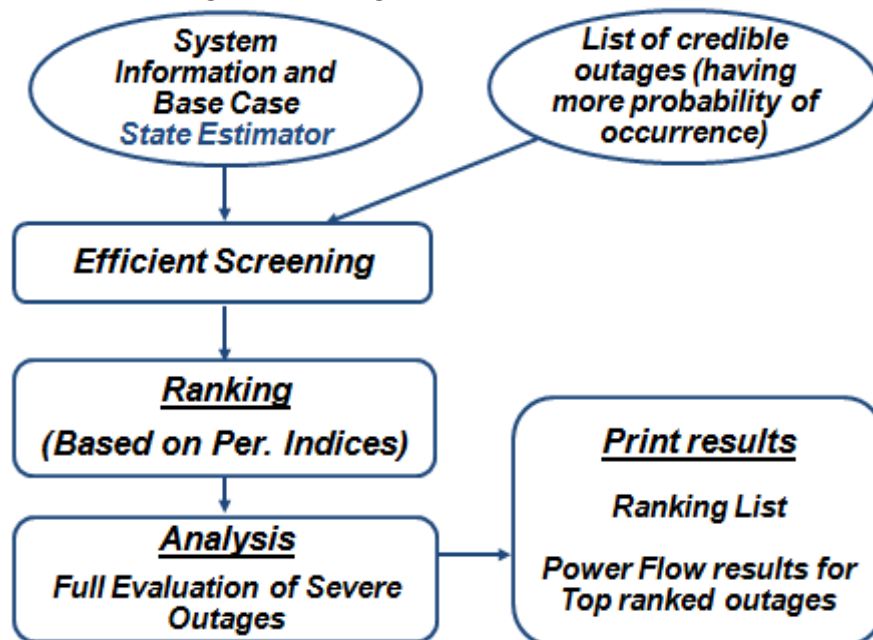 System
Information and
Base Case
State Estimator
List of credible
outages (having
more probability of
occurrence)
Efficient Screening
Ranking
(Based on Per. Indices)
Analysis
Full Evaluation of Severe
Outages
Print results
Ranking List
Power Flow results for
Top ranked outages